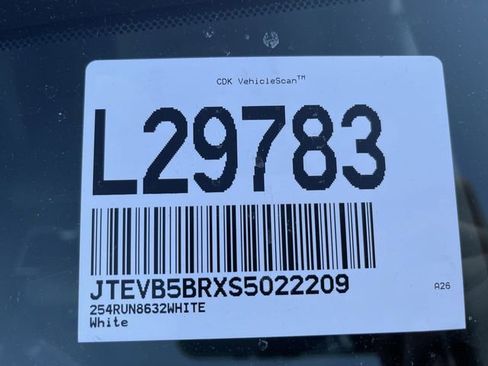 CDK VehicleScan™
L29783
JTEVB5BRXS5022209
254RUN8632WHITE
White
A26